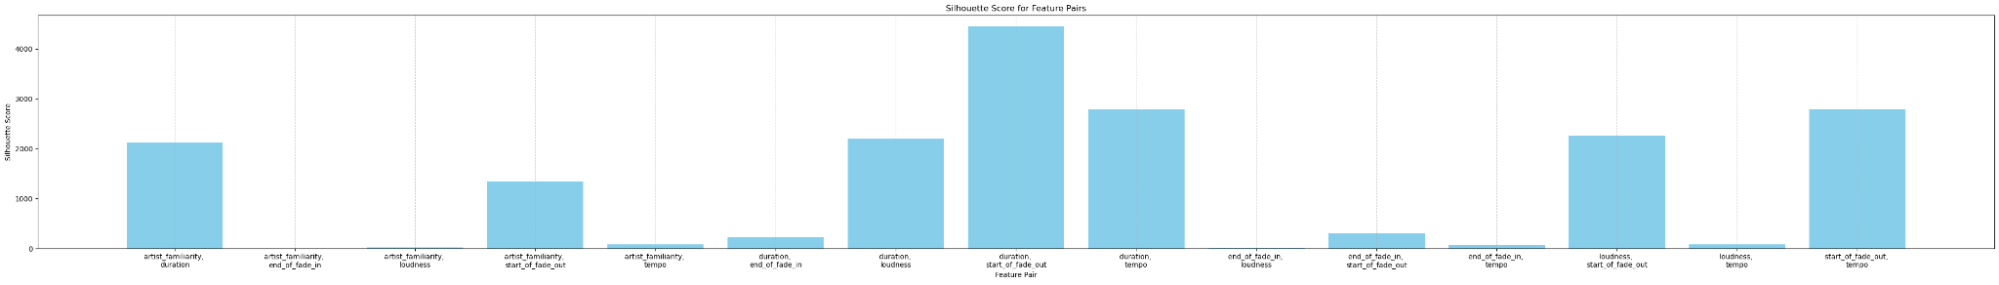 Silhouette Score for Feature Pairs
Silhouette Score
4000
3000
2000
1000
0
artist_familiarity,
duration
artist_familiarity,
end_of_fade_in
artist_familiarity,
loudness
artist_familiarity,
start_of_fade_out
artist_familiarity,
tempo
duration,
end_of_fade_in
duration,
loudness
duration,
start_of_fade_out
duration,
tempo
end_of_fade_in,
loudness
end_of_fade_in,
start_of_fade_out
end_of_fade_in,
tempo
loudness,
start_of_fade_out
loudness,
tempo
start_of_fade_out,
tempo
Feature Pair